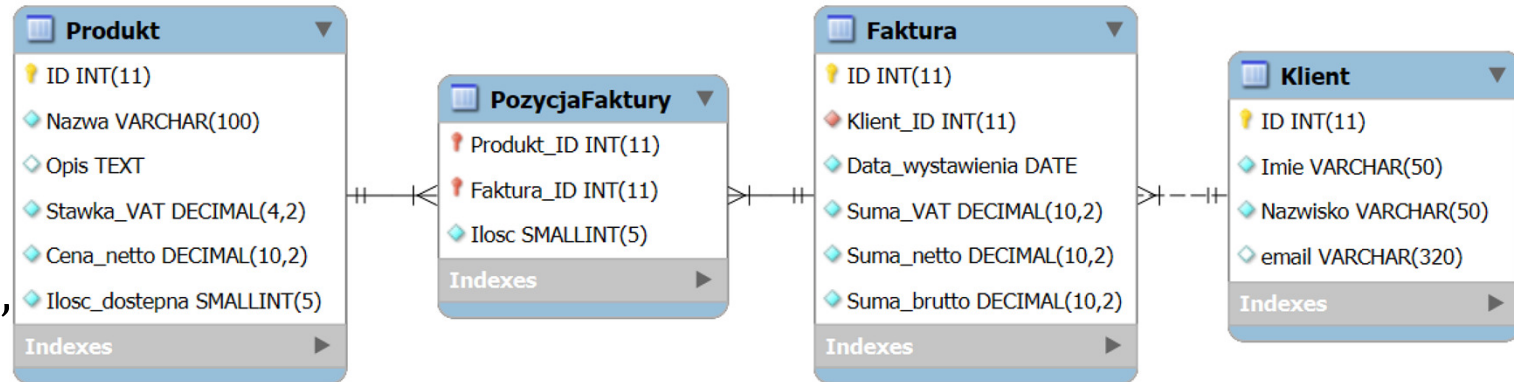 Produkt
ID INT(11)
Nazwa VARCHAR(100)
Opis TEXT
Stawka_VAT DECIMAL(4,2)
Cena_netto DECIMAL(10,2)
Ilosc_dostepna SMALLINT(5)
Indexes
,
PozycjaFaktury
Produkt_ID INT(11)
Faktura_ID INT(11)
Ilosc SMALLINT(5)
Indexes
Faktura
ID INT(11)
Klient_ID INT(11)
Data_wystawienia DATE
Suma_VAT DECIMAL(10,2)
Suma_netto DECIMAL(10,2)
Suma_brutto DECIMAL(10,2)
Indexes
Klient
ID INT(11)
Imie VARCHAR(50)
Nazwisko VARCHAR(50)
email VARCHAR(320)
Indexes